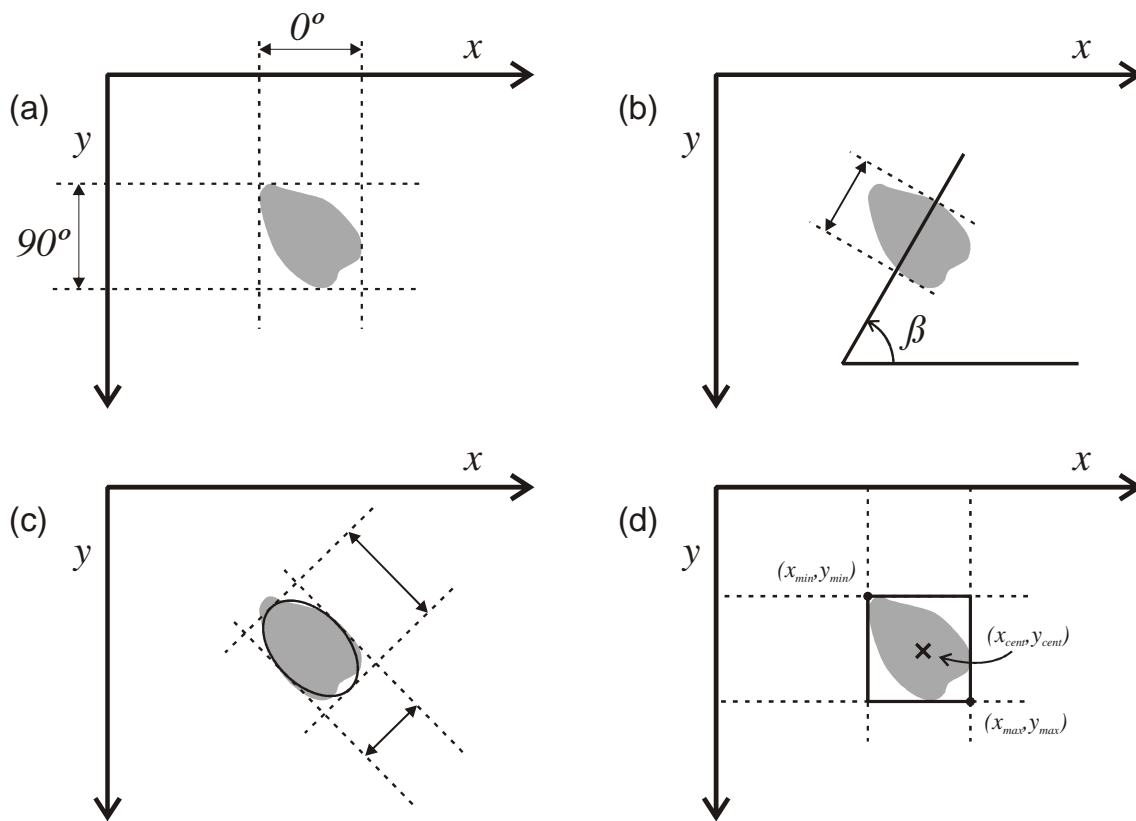 0º
x
(a)
y
90º
x
(b)
y
β
x
(c)
y
x
(d)
y
(xmin,ymin)
(xcent,ycent)
(xmax,ymax)